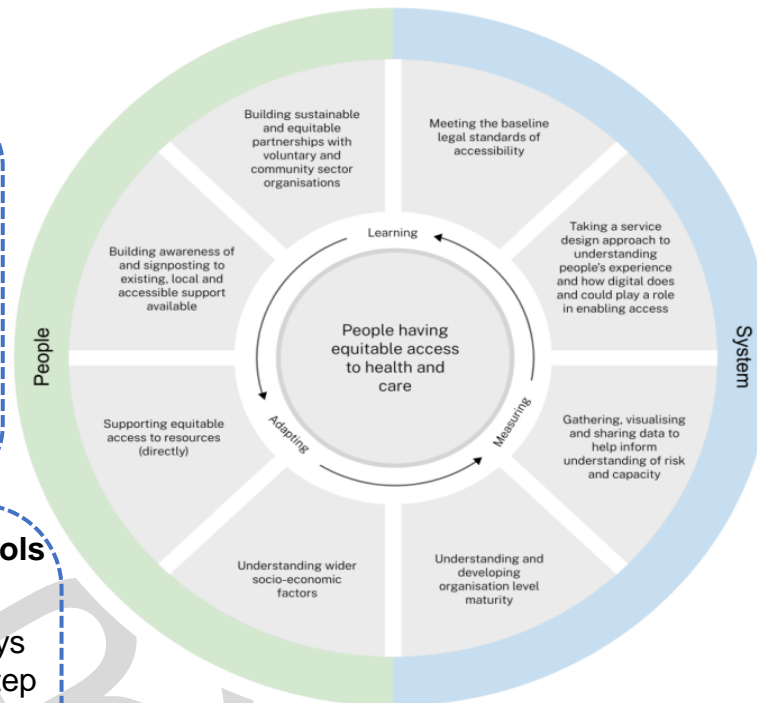 Building sustainable
and equitable
partnerships with
voluntary and
community sector
organisations
Meeting the baseline
legal standards of
accessibility
Building awareness of
and signposting to
existing, local and
accessible support
available
Learning
Taking a service
design approach to
understanding
people's experience
and how digital does
and could play a role
in enabling access
People
People having
equitable access
to health and
care
System
Supporting equitable
access to resources
(directly)
Adapting
Measuring
Gathering, visualising
and sharing data to
help inform
understanding of risk
and capacity
Understanding wider
socio-economic
factors
Understanding and
developing
organisation level
maturity